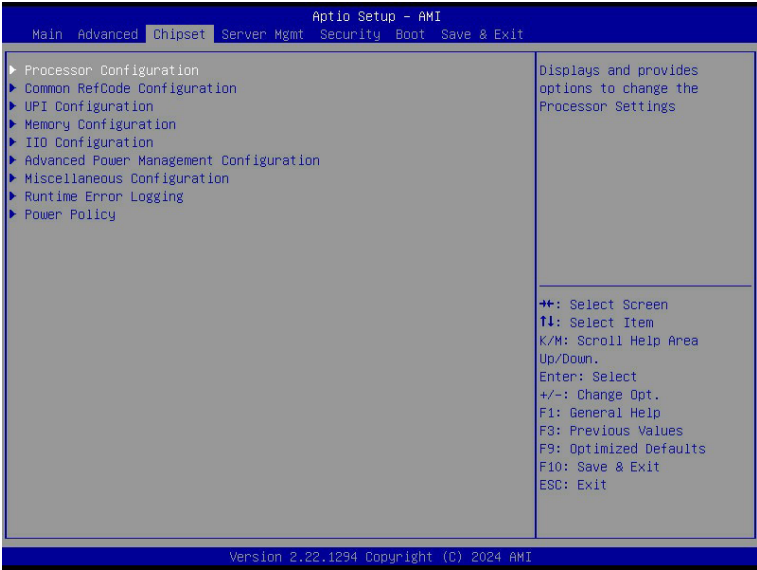 Aptio Setup – AMI
Main Advanced Chipset Server Mgmt Security Boot Save & Exit
Processor Configuration
Common RefCode Configuration
UPI Configuration
Memory Configuration
IIO Configuration
Advanced Power Management Configuration
Miscellaneous Configuration
Runtime Error Logging
Power Policy
Displays and provides
options to change the
Processor Settings
→←: Select Screen
↑↓: Select Item
K/M: Scroll Help Area
Up/Down.
Enter: Select
+/-: Change Opt.
F1: General Help
F3: Previous Values
F9: Optimized Defaults
F10: Save & Exit
ESC: Exit
Version 2.22.1294 Copyright (C) 2024 AMI